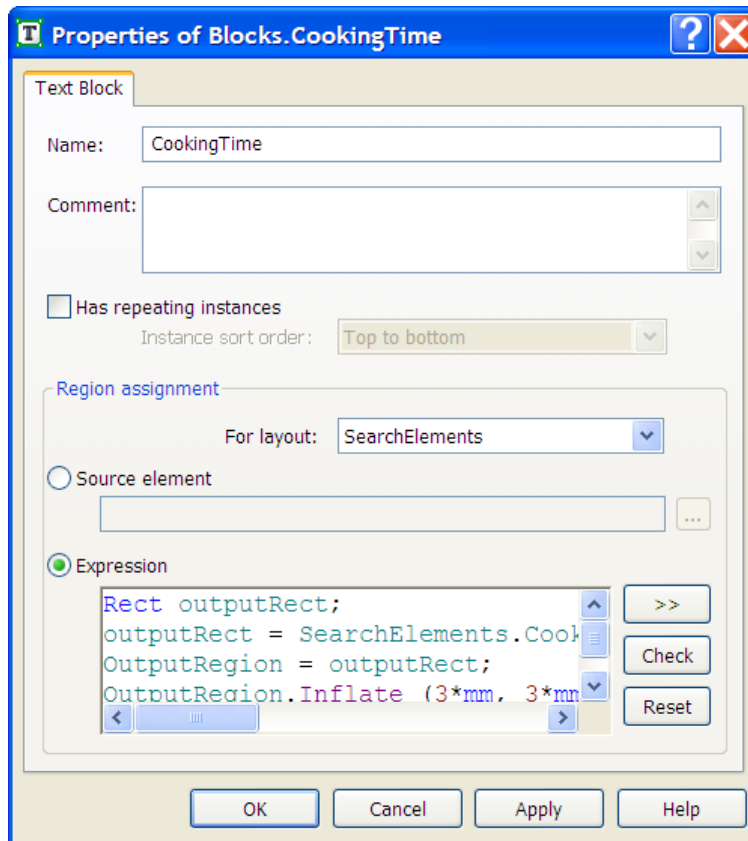 T Properties of Blocks.CookingTime ?
Text Block
Name: CookingTime
Comment:
Has repeating instances
Instance sort order: Top to bottom
Region assignment
For layout: SearchElements
Source element
...
Expression
Rect outputRect; >>
outputRect = SearchElements.Cook
OutputRegion = outputRect; Check
OutputRegion.Inflate (3*mm, 3*mm
Reset
OK Cancel Apply Help